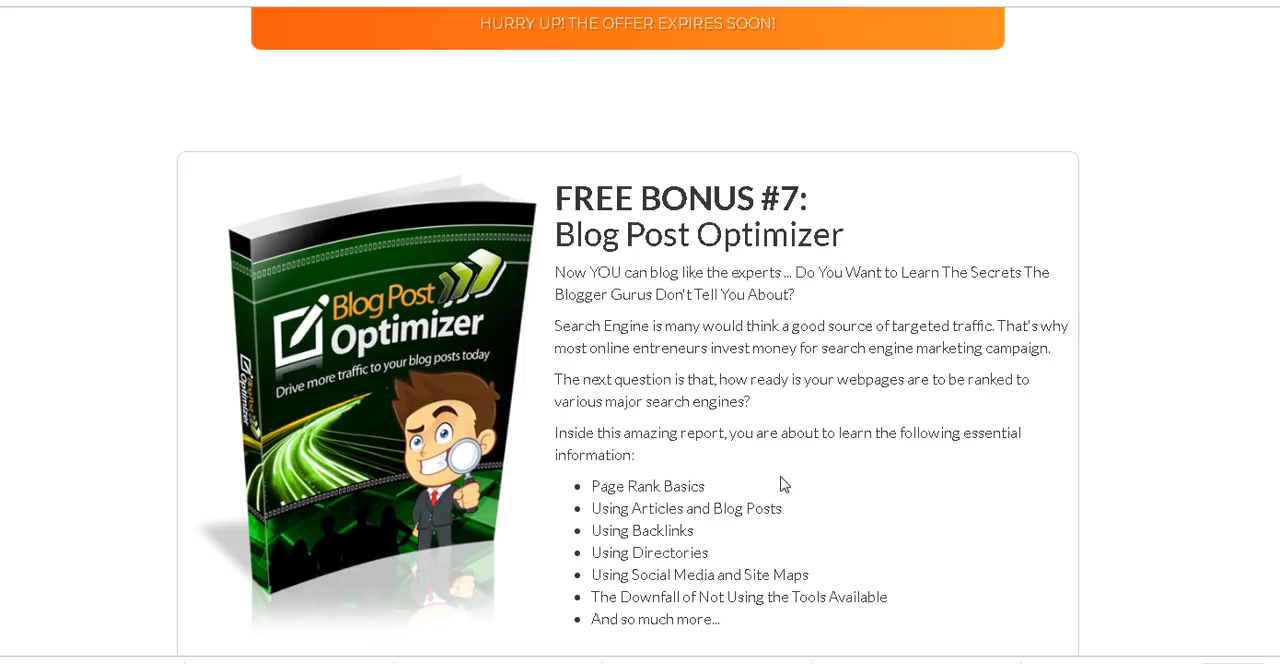 HURRY UP! THE OFFER EXPIRES SOON!
FREE BONUS #7:
Blog Post Optimizer
Now YOU can blog like the experts ... Do You Want to Learn The Secrets The
Blogger Gurus Don't Tell You About?
Search Engine is many would think a good source of targeted traffic. That's why
most online entreneurs invest money for search engine marketing campaign.
The next question is that, how ready is your webpages are to be ranked to
various major search engines?
Inside this amazing report, you are about to learn the following essential
information:
Page Rank Basics
Using Articles and Blog Posts
Using Backlinks
Using Directories
Using Social Media and Site Maps
The Downfall of Not Using the Tools Available
And so much more...
Blog Post
Optimizer
Drive more traffic to your blog posts today
Blog Post
Optimizer